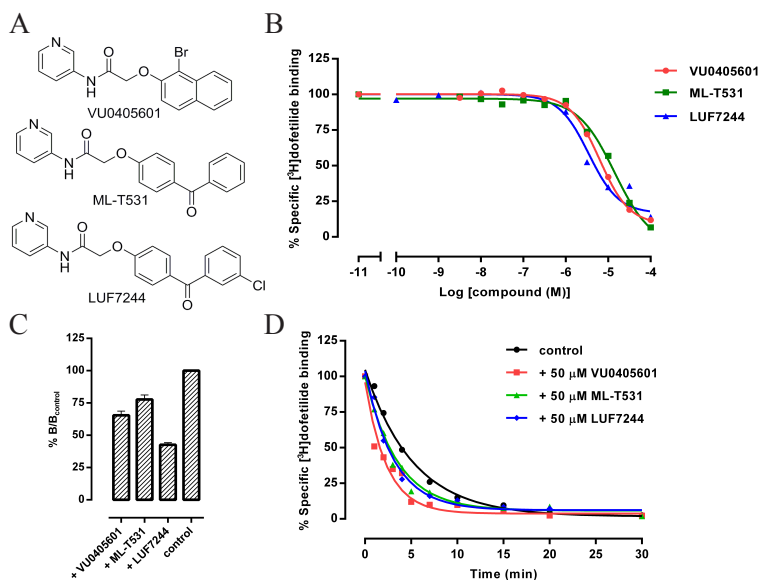 A
N
N
H
O
O
Br
VU0405601
N
N
H
O
O
O
ML-T531
N
N
H
O
O
O
Cl
LUF7244
B
% Specific [³H]dofetilide binding
125
100
75
50
25
0
-11
-10
-9
-8
-7
-6
-5
-4
Log [compound (M)]
VU0405601
ML-T531
LUF7244
C
% B/Bcontrol
125
100
75
50
25
0
+ VU0405601
+ ML-T531
+ LUF7244
control
D
% Specific [³H]dofetilide binding
125
100
75
50
25
0
0
5
10
15
20
25
30
Time (min)
control
+ 50 μM VU0405601
+ 50 μM ML-T531
+ 50 μM LUF7244